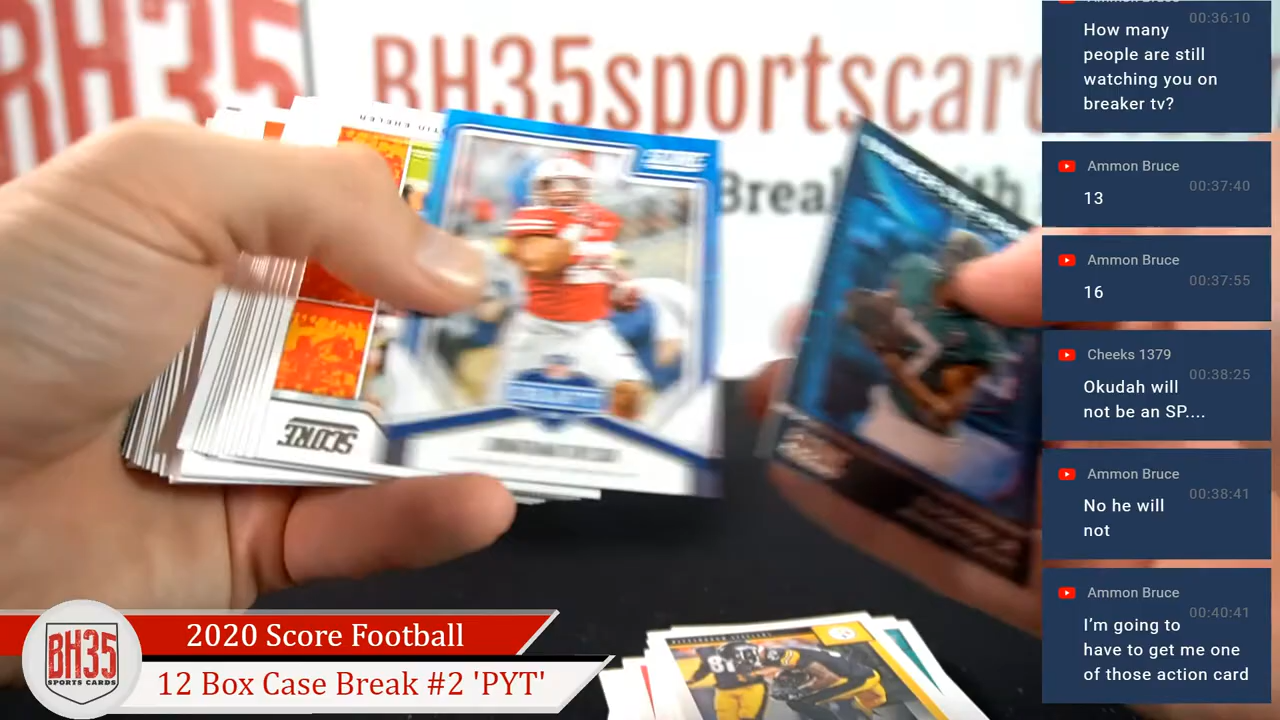 BH35
BH35sportscard
Brea
SCORE
SCORE
BH35
SPORTS CARDS
2020 Score Football
12 Box Case Break #2 'PYT'
00:36:10
How many
people are still
watching you on
breaker tv?
Ammon Bruce
00:37:40
13
Ammon Bruce
00:37:55
16
Cheeks 1379
00:38:25
Okudah will
not be an SP....
Ammon Bruce
00:38:41
No he will
not
Ammon Bruce
00:40:41
I'm going to
have to get me one
of those action card